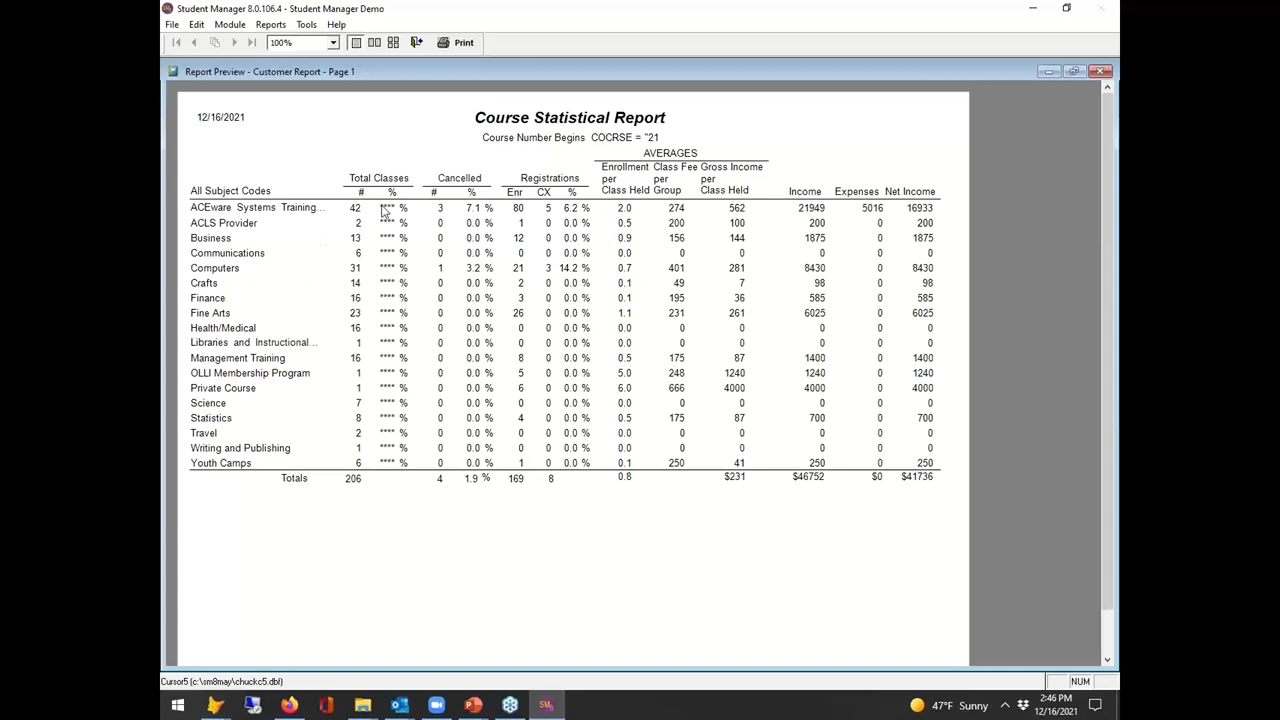 Student Manager 8.0.106.4 - Student Manager Demo
File Edit Module Reports Tools Help
100% Print
Report Preview - Customer Report - Page 1
12/16/2021
Course Statistical Report
Course Number Begins COCRSE = "21
AVERAGES
Total Classes Cancelled Registrations Enrollment per Class Held Class Fee per Group Gross Income per Class Held
All Subject Codes # % # % Enr CX % Income Expenses Net Income
ACEware Systems Training... 42 **** % 3 7.1 % 80 5 6.2 % 2.0 274 562 21949 5016 16933
ACLS Provider 2 **** % 0 0.0 % 1 0 0.0 % 0.5 200 100 200 0 200
Business 13 **** % 0 0.0 % 12 0 0.0 % 0.9 156 144 1875 0 1875
Communications 6 **** % 0 0.0 % 0 0 0.0 % 0.0 0 0 0 0 0
Computers 31 **** % 1 3.2 % 21 3 14.2 % 0.7 401 281 8430 0 8430
Crafts 14 **** % 0 0.0 % 2 0 0.0 % 0.1 49 7 98 0 98
Finance 16 **** % 0 0.0 % 3 0 0.0 % 0.1 195 36 585 0 585
Fine Arts 23 **** % 0 0.0 % 26 0 0.0 % 1.1 231 261 6025 0 6025
Health/Medical 16 **** % 0 0.0 % 0 0 0.0 % 0.0 0 0 0 0 0
Libraries and Instructional... 1 **** % 0 0.0 % 0 0 0.0 % 0.0 0 0 0 0 0
Management Training 16 **** % 0 0.0 % 8 0 0.0 % 0.5 175 87 1400 0 1400
OLLI Membership Program 1 **** % 0 0.0 % 5 0 0.0 % 5.0 248 1240 1240 0 1240
Private Course 1 **** % 0 0.0 % 6 0 0.0 % 6.0 666 4000 4000 0 4000
Science 7 **** % 0 0.0 % 0 0 0.0 % 0.0 0 0 0 0 0
Statistics 8 **** % 0 0.0 % 4 0 0.0 % 0.5 175 87 700 0 700
Travel 2 **** % 0 0.0 % 0 0 0.0 % 0.0 0 0 0 0 0
Writing and Publishing 1 **** % 0 0.0 % 0 0 0.0 % 0.0 0 0 0 0 0
Youth Camps 6 **** % 0 0.0 % 1 0 0.0 % 0.1 250 41 250 0 250
Totals 206 4 1.9 % 169 8 0.8 $231 $46752 $0 $41736
Cursor5 (c:\sm8may\chuckc5.dbf) NUM
47°F Sunny 2:46 PM
12/16/2021